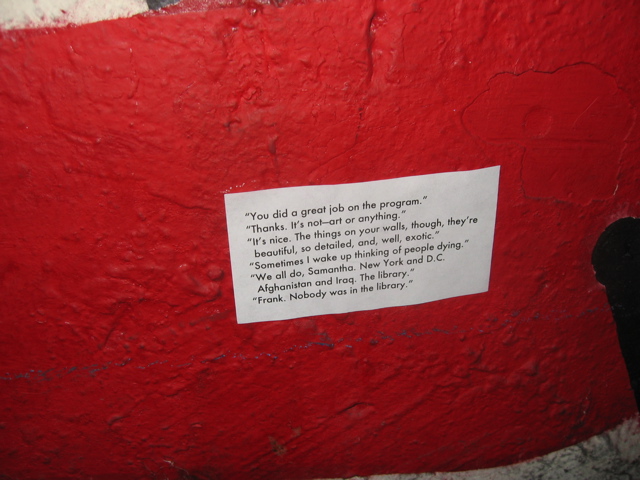 "You did a great job on the program."
"Thanks. It's not—art or anything."
"It's nice. The things on your walls, though, they're
beautiful, so detailed, and, well, exotic."
"Sometimes I wake up thinking of people dying."
"We all do, Samantha. New York and D.C.
Afghanistan and Iraq. The library."
"Frank. Nobody was in the library."